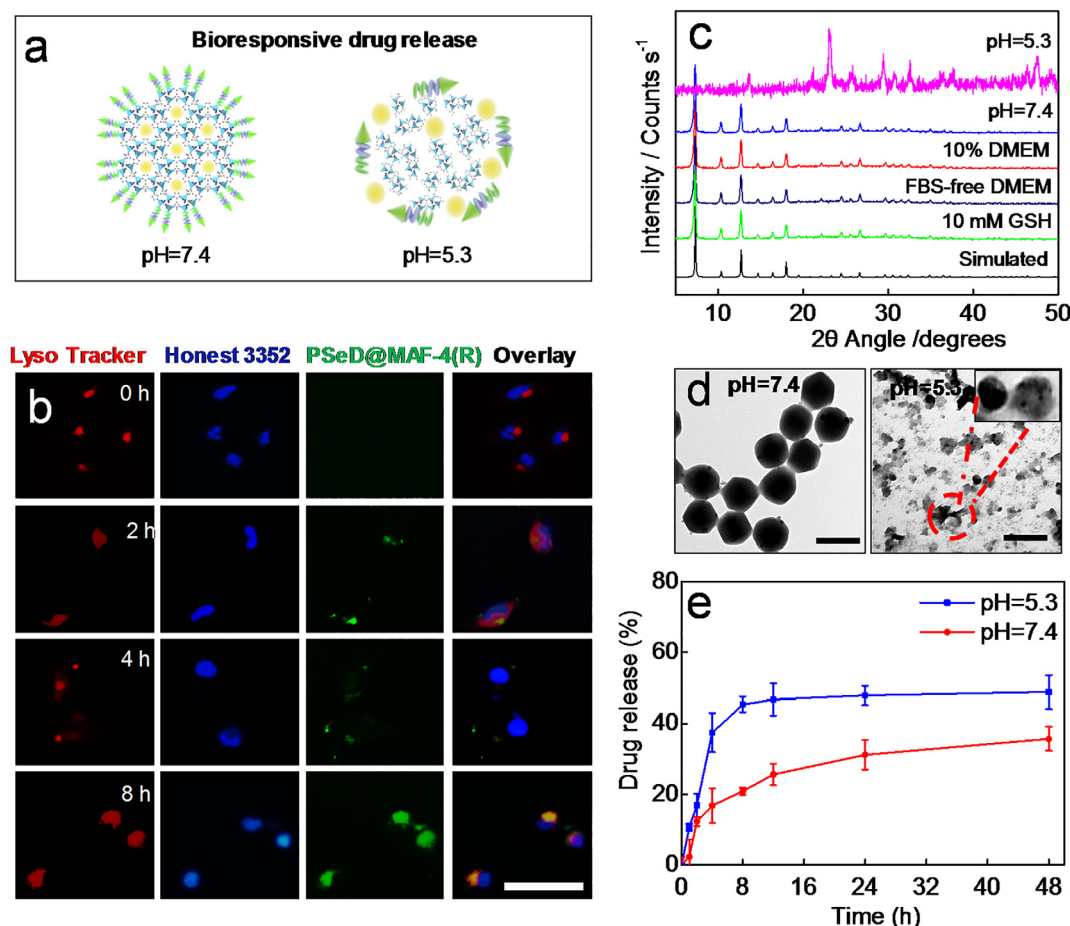 a
Bioresponsive drug release
pH=7.4
pH=5.3
Lyso Tracker
Honest 3352
PSeD@MAF-4(R)
Overlay
b
0 h
2 h
4 h
8 h
c
Intensity / Counts s⁻¹
pH=5.3
pH=7.4
10% DMEM
FBS-free DMEM
10 mM GSH
Simulated
10
20
30
40
50
2θ Angle /degrees
d
pH=7.4
pH=5.3
e
Drug release (%)
80
60
40
20
0
pH=5.3
pH=7.4
0
8
16
24
32
40
48
Time (h)